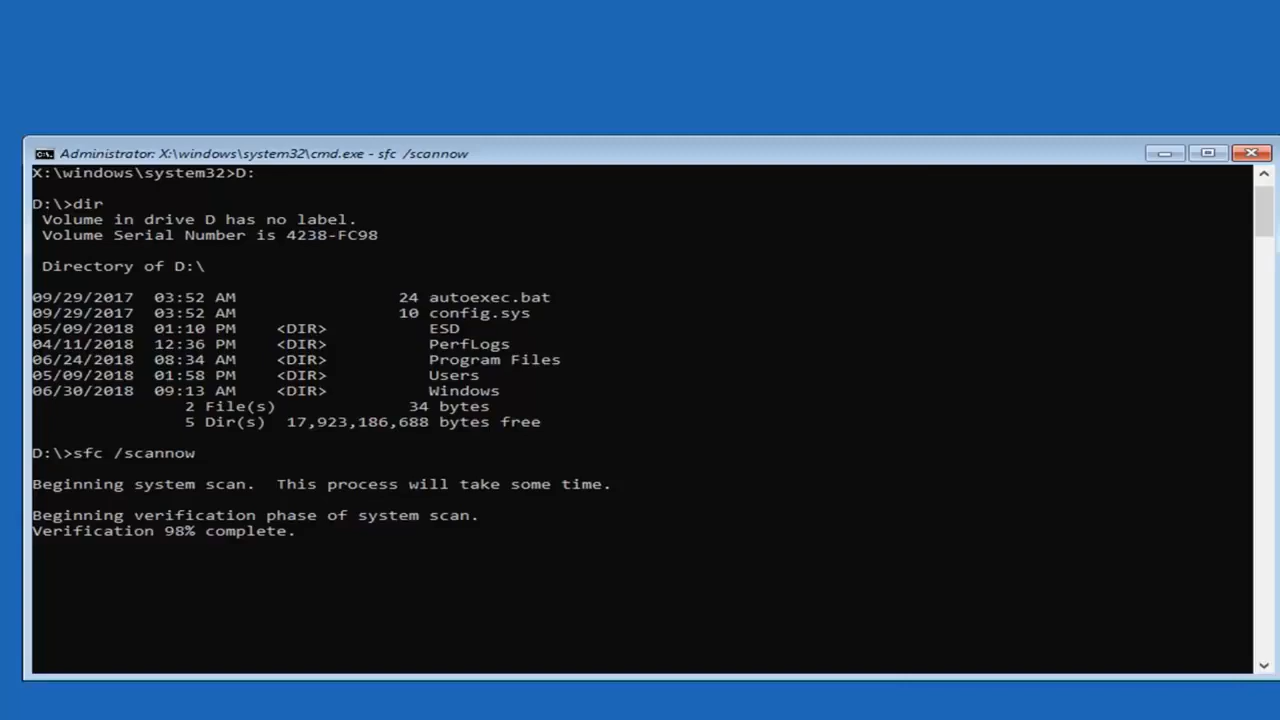 Administrator: X:\windows\system32\cmd.exe - sfc /scannow
X:\windows\system32>D:
D:\>dir
Volume in drive D has no label.
Volume Serial Number is 4238-FC98
Directory of D:\
09/29/2017 03:52 AM 24 autoexec.bat
09/29/2017 03:52 AM 10 config.sys
05/09/2018 01:10 PM <DIR> ESD
04/11/2018 12:36 PM <DIR> PerfLogs
06/24/2018 08:34 AM <DIR> Program Files
05/09/2018 01:58 PM <DIR> Users
06/30/2018 09:13 AM <DIR> Windows
2 File(s) 34 bytes
5 Dir(s) 17,923,186,688 bytes free
D:\>sfc /scannow
Beginning system scan. This process will take some time.
Beginning verification phase of system scan.
Verification 98% complete.